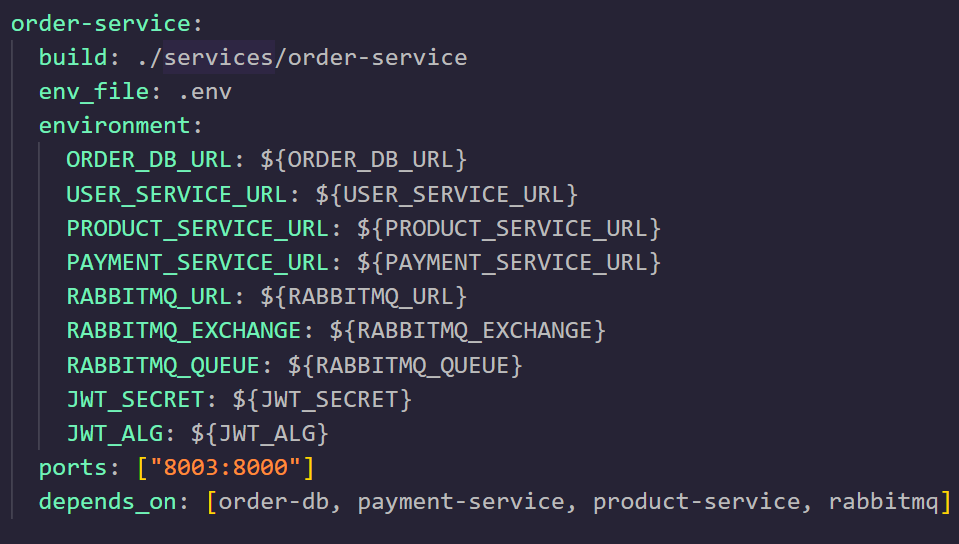 order-service:
  build: ./services/order-service
  env_file: .env
  environment:
    ORDER_DB_URL: ${ORDER_DB_URL}
    USER_SERVICE_URL: ${USER_SERVICE_URL}
    PRODUCT_SERVICE_URL: ${PRODUCT_SERVICE_URL}
    PAYMENT_SERVICE_URL: ${PAYMENT_SERVICE_URL}
    RABBITMQ_URL: ${RABBITMQ_URL}
    RABBITMQ_EXCHANGE: ${RABBITMQ_EXCHANGE}
    RABBITMQ_QUEUE: ${RABBITMQ_QUEUE}
    JWT_SECRET: ${JWT_SECRET}
    JWT_ALG: ${JWT_ALG}
  ports: ["8003:8000"]
  depends_on: [order-db, payment-service, product-service, rabbitmq]